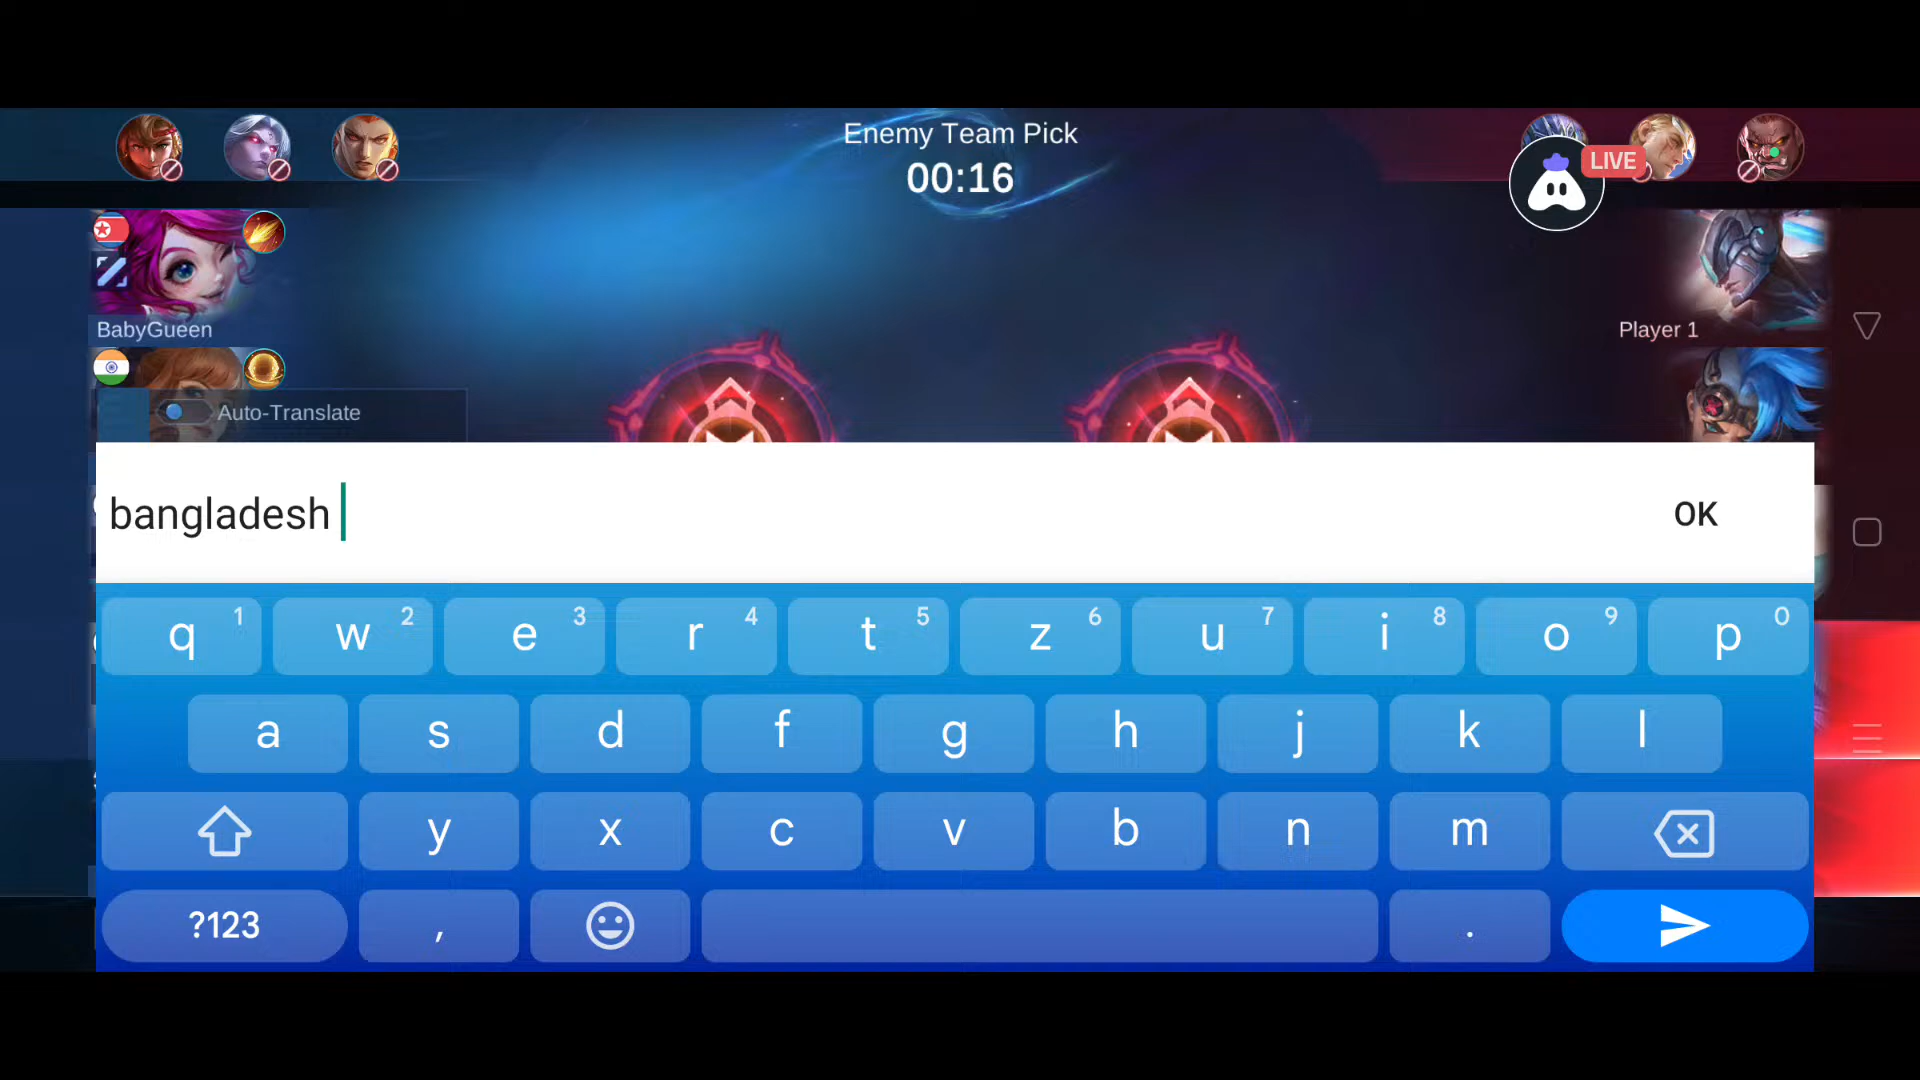 Enemy Team Pick
00:16
LIVE
BabyGueen
Player 1
Auto-Translate
bangladesh
OK
q 1 w 2 e 3 r 4 t 5 z 6 u 7 i 8 o 9 p 0
a s d f g h j k l
y x c v b n m
?123 , .